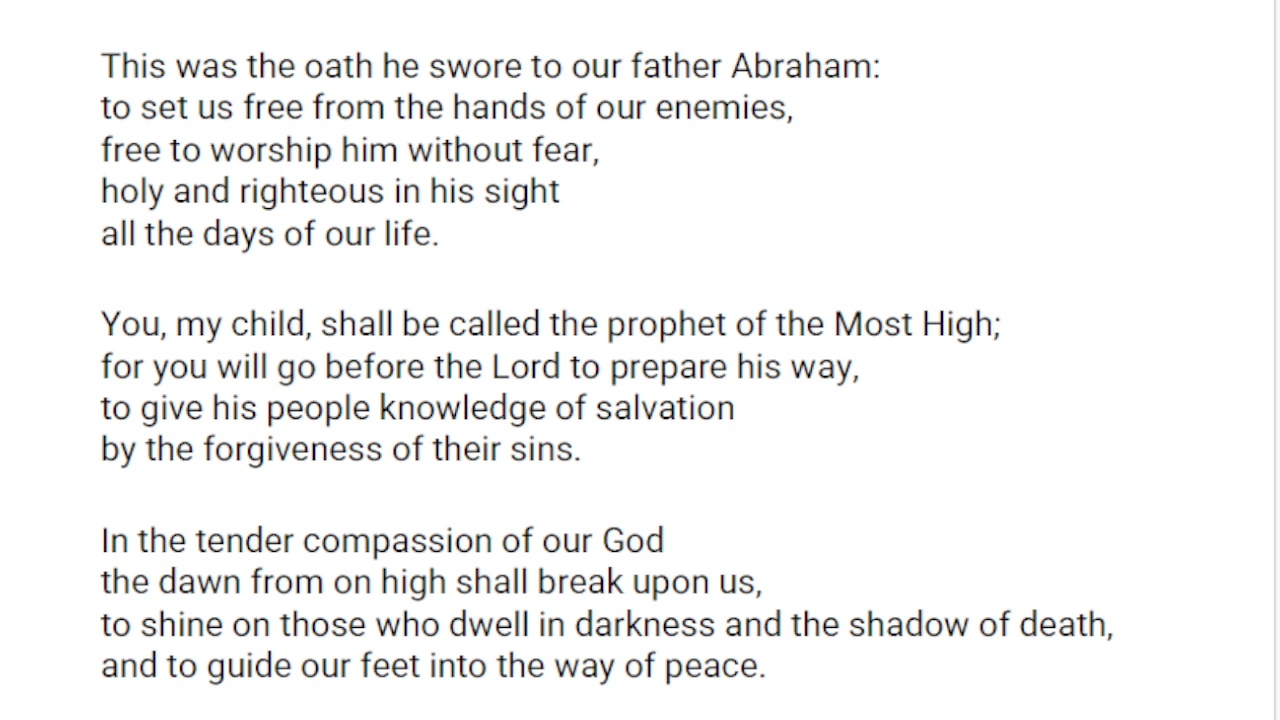 This was the oath he swore to our father Abraham:
to set us free from the hands of our enemies,
free to worship him without fear,
holy and righteous in his sight
all the days of our life.
You, my child, shall be called the prophet of the Most High;
for you will go before the Lord to prepare his way,
to give his people knowledge of salvation
by the forgiveness of their sins.
In the tender compassion of our God
the dawn from on high shall break upon us,
to shine on those who dwell in darkness and the shadow of death,
and to guide our feet into the way of peace.